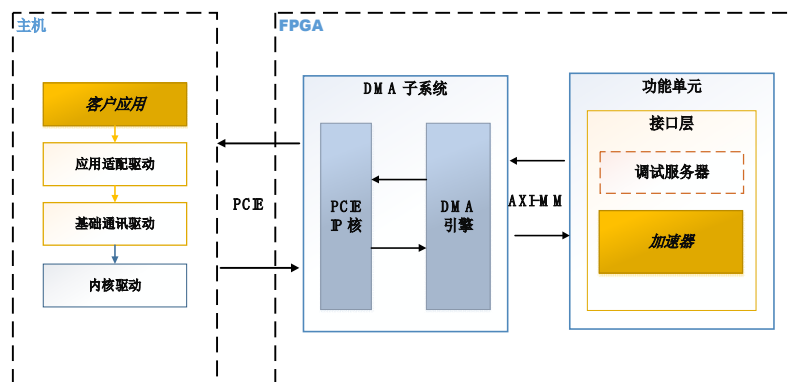 主机
客户应用
应用适配驱动
基础通讯驱动
内核驱动
PCIE
FPGA
DMA 子系统
PCIE
IP 核
DMA
引擎
AXI-MM
功能单元
接口层
调试服务器
加速器